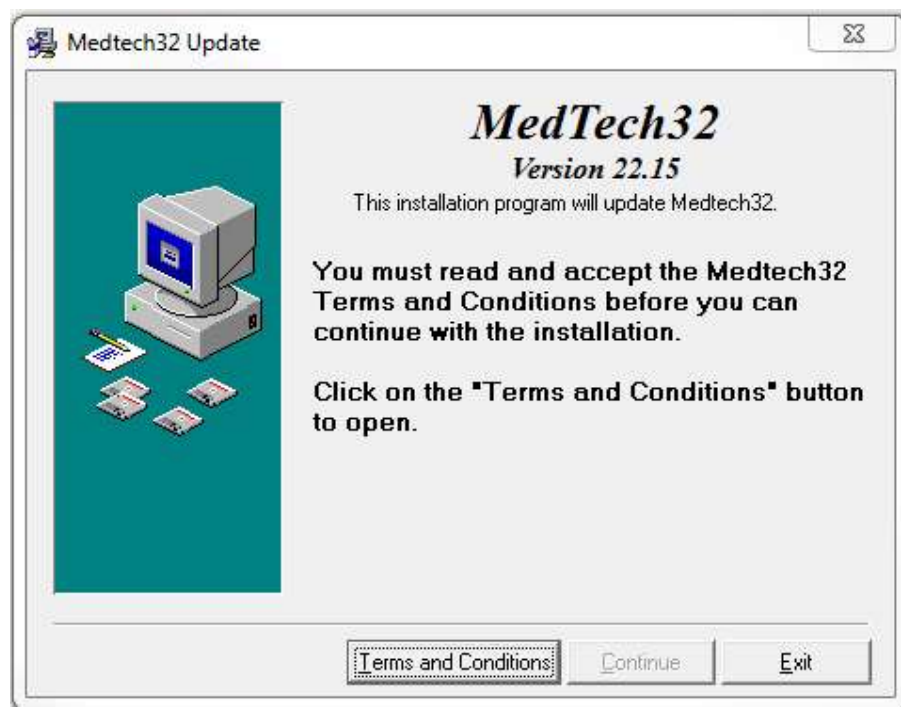 Medtech32 Update
MedTech32
Version 22.15
This installation program will update Medtech32.
You must read and accept the Medtech32
Terms and Conditions before you can
continue with the installation.
Click on the "Terms and Conditions" button
to open.
Terms and Conditions
Continue
Exit